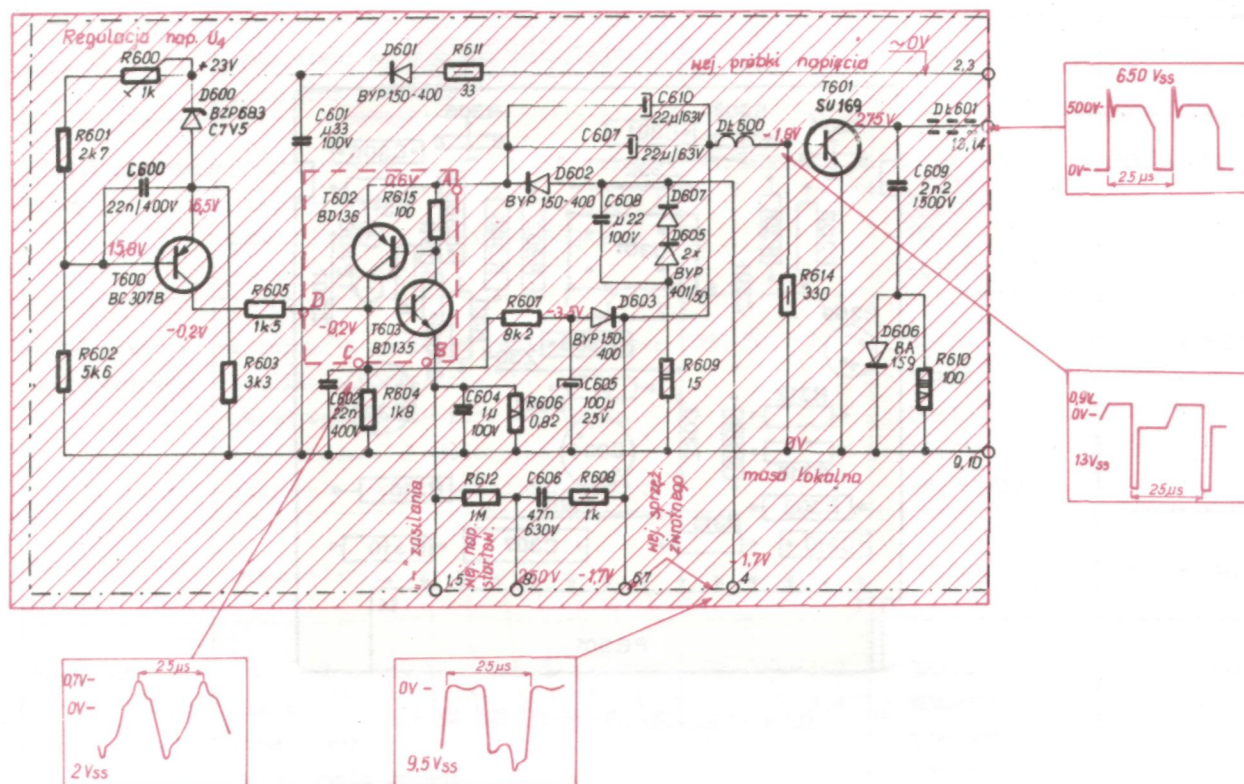 Regulacja nap. U4
R600
1k
+23V
D600
BZP683
C7V5
R601
2k7
C600
22n/400V
16,5V
15,8V
T600
BC307B
-0,2V
R605
1k5
R602
5k6
R603
3k3
C601
µ33
100V
D601
BYP150-400
R611
33
wej. próbki napięcia
~0V
2,3
T602
BD136
0,6V
A
R615
100
D
-0,2V
C
T603
BD135
B
C602
22n
400V
R604
1k8
C604
1µ
100V
R606
0,82
R607
8k2
-3,5V
D603
BYP150-
400
C605
100µ
25V
C610
22µ/63V
C607
22µ/63V
D602
BYP 150-400
C608
µ22
100V
D607
D605
2x
BYP
401/50
R609
15
DŁ600
-1,8V
T601
SU169
275V
DŁ601
13,14
C609
2n2
1500V
R614
330
D606
BA
159
R610
100
0V
9,10
masa lokalna
R612
1M
C606
47n
630V
R608
1k
"-" zasilania
wej. nap.
startow.
wej. sprzęż.
zwrotnego
1,5
8
250V
-1,7V
6,7
-1,7V
4
650 Vss
500V-
0V-
25µs
0,9V
0V-
13Vss
25µs
25µs
0,7V-
0V-
2Vss
25µs
0V-
9,5Vss